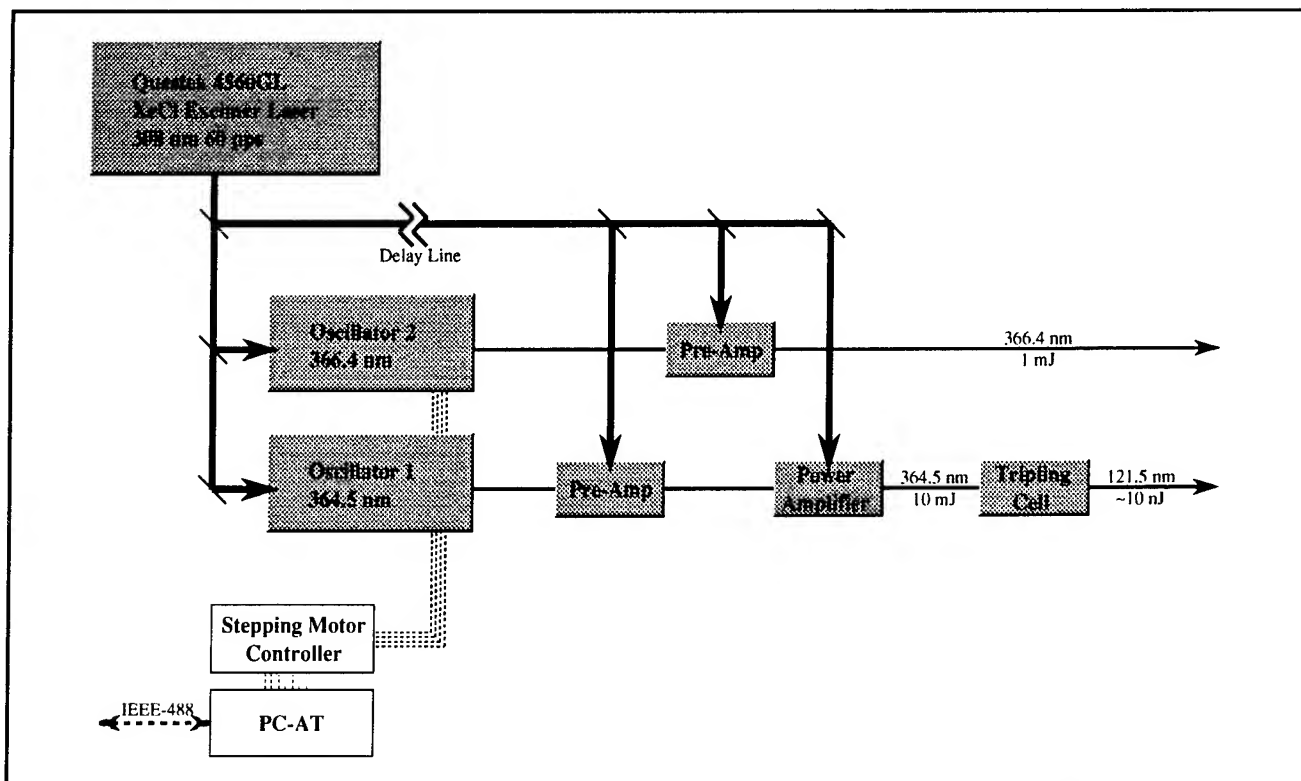 Questek 4560GL
XeCl Excimer Laser
308 nm 60 pps
Delay Line
Oscillator 2
366.4 nm
Pre-Amp
366.4 nm
1 mJ
Oscillator 1
364.5 nm
Pre-Amp
Power
Amplifier
364.5 nm
10 mJ
Tripling
Cell
121.5 nm
~10 nJ
Stepping Motor
Controller
IEEE-488
PC-AT